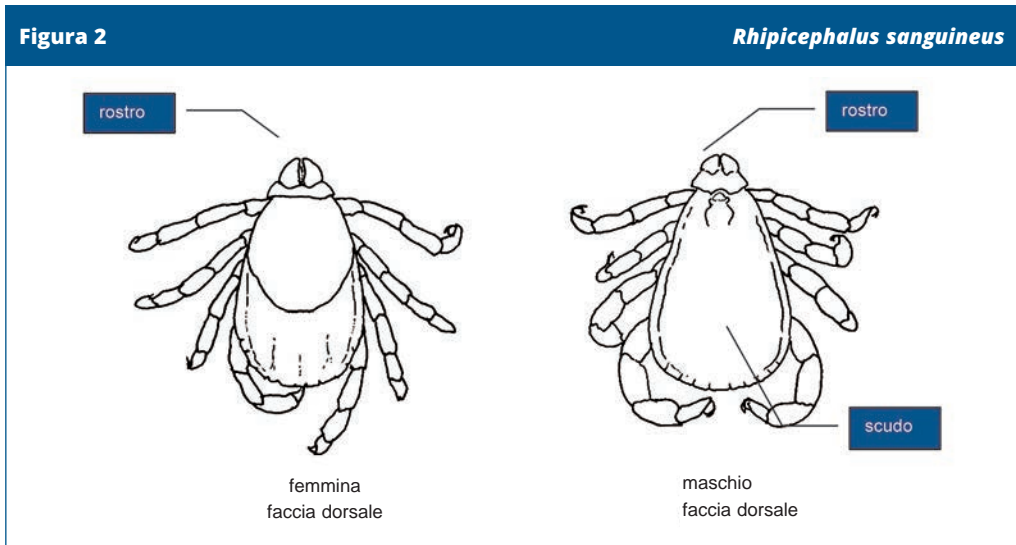 Figura 2
Rhipicephalus sanguineus
rostro
rostro
scudo
femmina
faccia dorsale
maschio
faccia dorsale